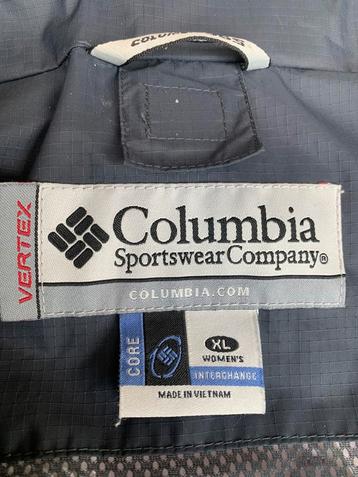 VERTEX
Columbia
Sportswear Company®
COLUMBIA.COM
CORE
XL
WOMEN'S
INTERCHANGE
MADE IN VIETNAM